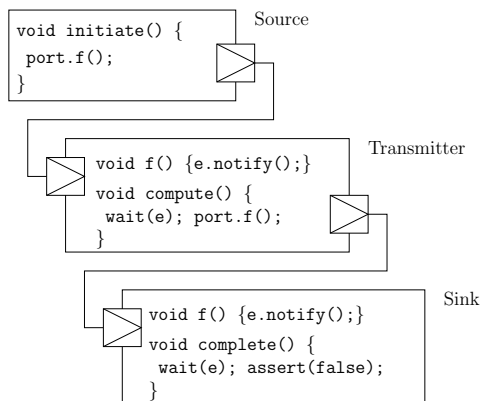 Source
void initiate() {
port.f();
}
Transmitter
void f() {e.notify();}
void compute() {
wait(e); port.f();
}
Sink
void f() {e.notify();}
void complete() {
wait(e); assert(false);
}